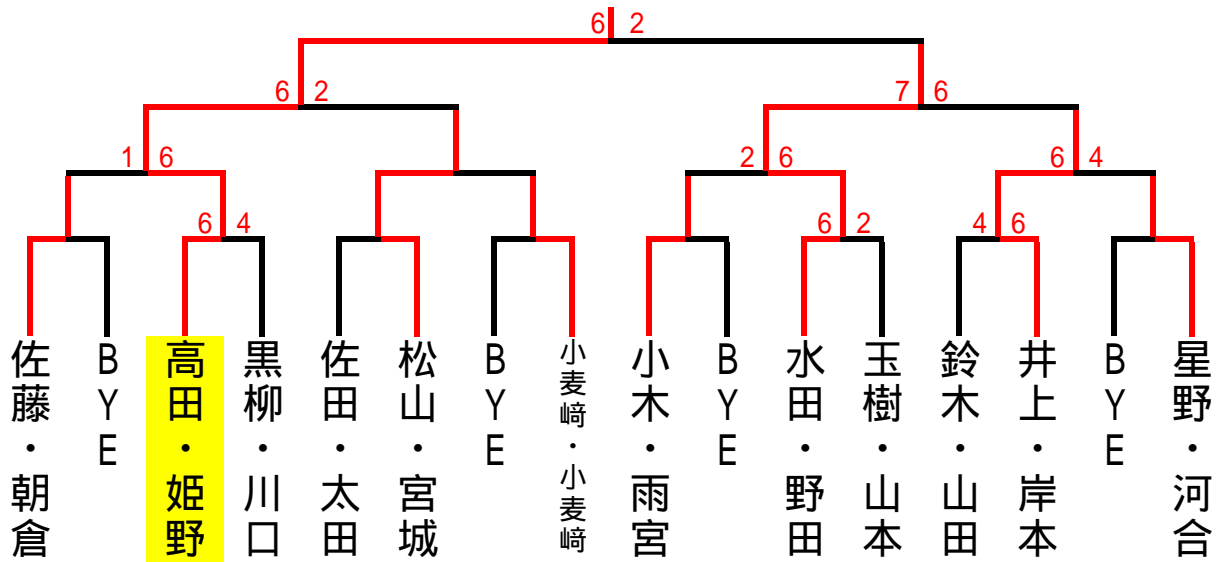 6 2
6 2
7 6
1 6
2 6
6 4
6 4
6 2
4 6
佐藤・朝倉
BYE
高田・姫野
黒柳・川口
佐田・太田
松山・宮城
BYE
小麦﨑・小麦﨑
小木・雨宮
BYE
水田・野田
玉樹・山本
鈴木・山田
井上・岸本
BYE
星野・河合